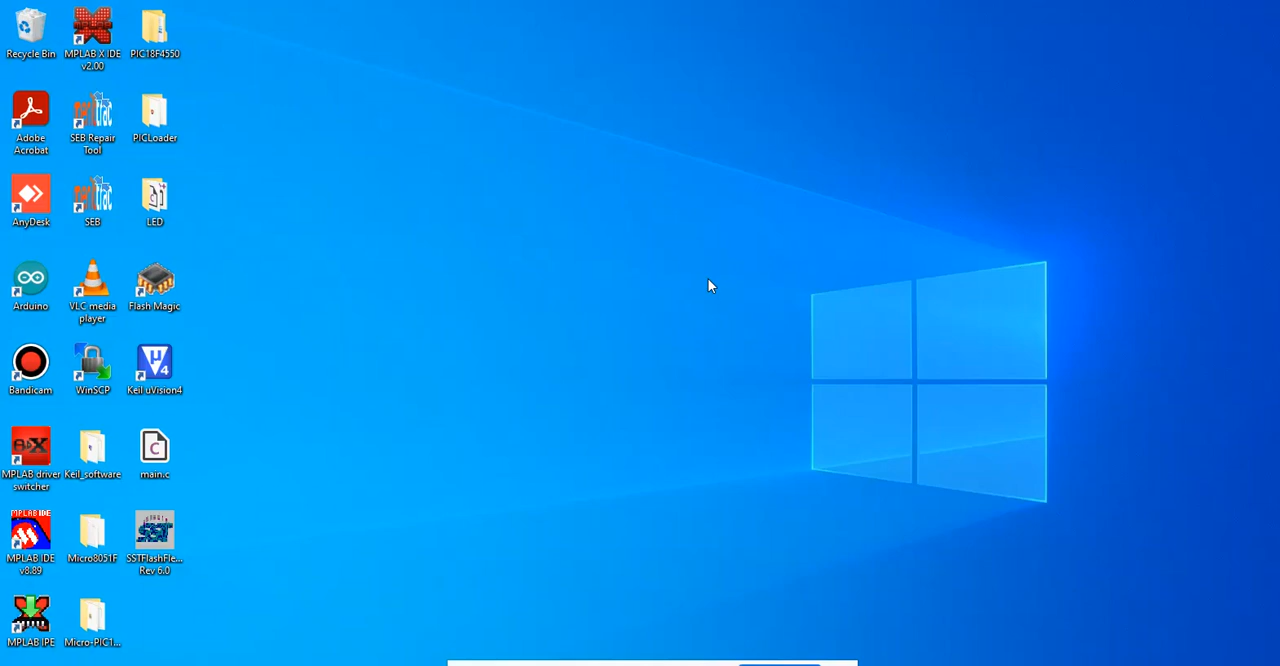 Recycle Bin
MPLAB X IDE
v2.00
PIC18F4550
Adobe
Acrobat
SEB Repair
Tool
PICLoader
AnyDesk
SEB
LED
Arduino
VLC media
player
Flash Magic
Bandicam
WinSCP
Keil uVision4
MPLAB driver
switcher
Keil_software
main.c
MPLAB IDE
MPLAB IDE
v8.89
Micro8051F
SSTFlashFle...
Rev 6.0
MPLAB IPE
Micro-PIC1...